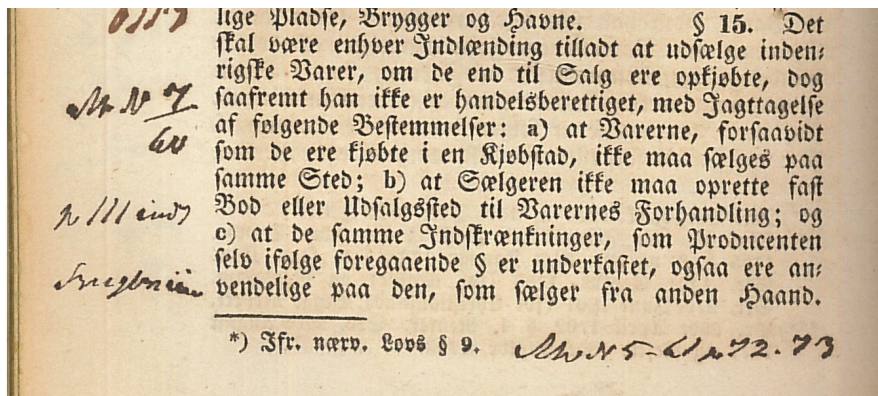 lige Pladse, Brygger og Havne. § 15. Det
skal være enhver Indlænding tilladt at udsælge inden-
rigske Varer, om de end til Salg ere opkjøbte, dog
saafremt han ikke er handelsberettiget, med Jagttagelse
af følgende Bestemmelser: a) at Varerne, forsaavidt
som de ere kjøbte i en Kjøbstad, ikke maa sælges paa
samme Sted; b) at Sælgeren ikke maa oprette fast
Bod eller Udsalgssted til Varernes Forhandling; og
c) at de samme Indskrænkninger, som Producenten
selv ifølge foregaaende § er underkastet, ogsaa ere an-
vendelige paa den, som sælger fra anden Haand.
*) Jfr. nærv. Lovs § 9.